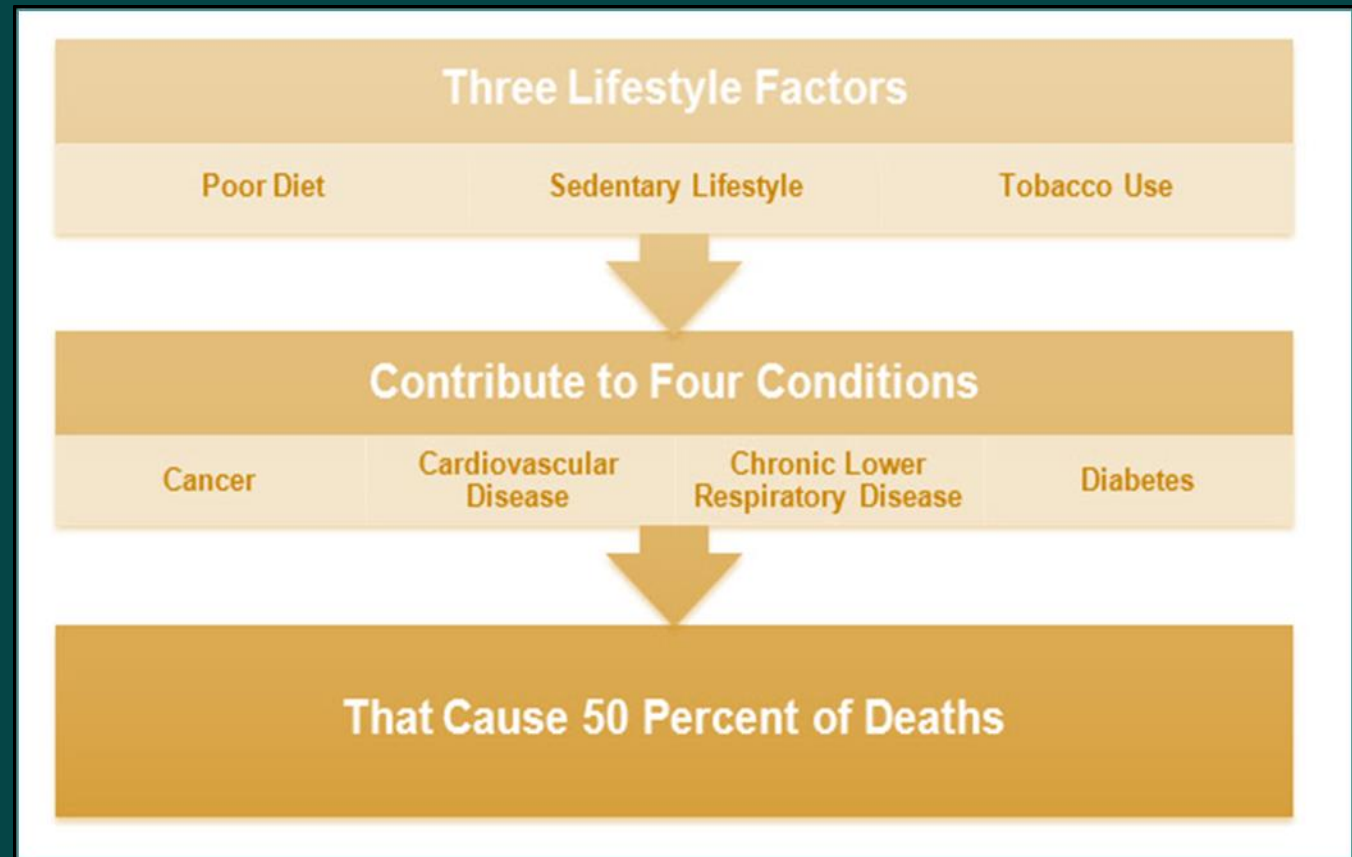 Three Lifestyle Factors
Poor Diet
Sedentary Lifestyle
Tobacco Use
Contribute to Four Conditions
Cancer
Cardiovascular
Disease
Chronic Lower
Respiratory Disease
Diabetes
That Cause 50 Percent of Deaths